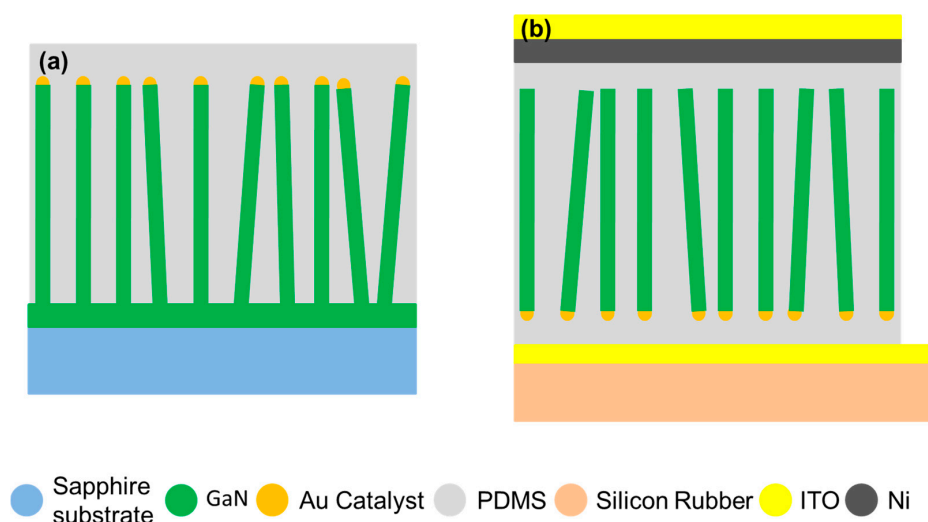 (a)
(b)
Sapphire
substrate
GaN
Au Catalyst
PDMS
Silicon Rubber
ITO
Ni